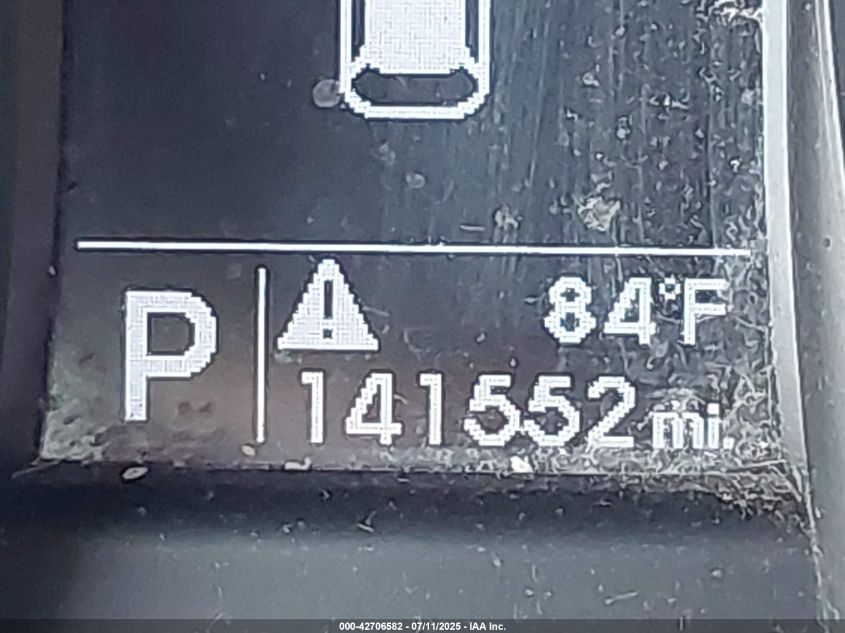 P
84°F
141552 mi.
000-42706582 - 07/11/2025 - IAA Inc.